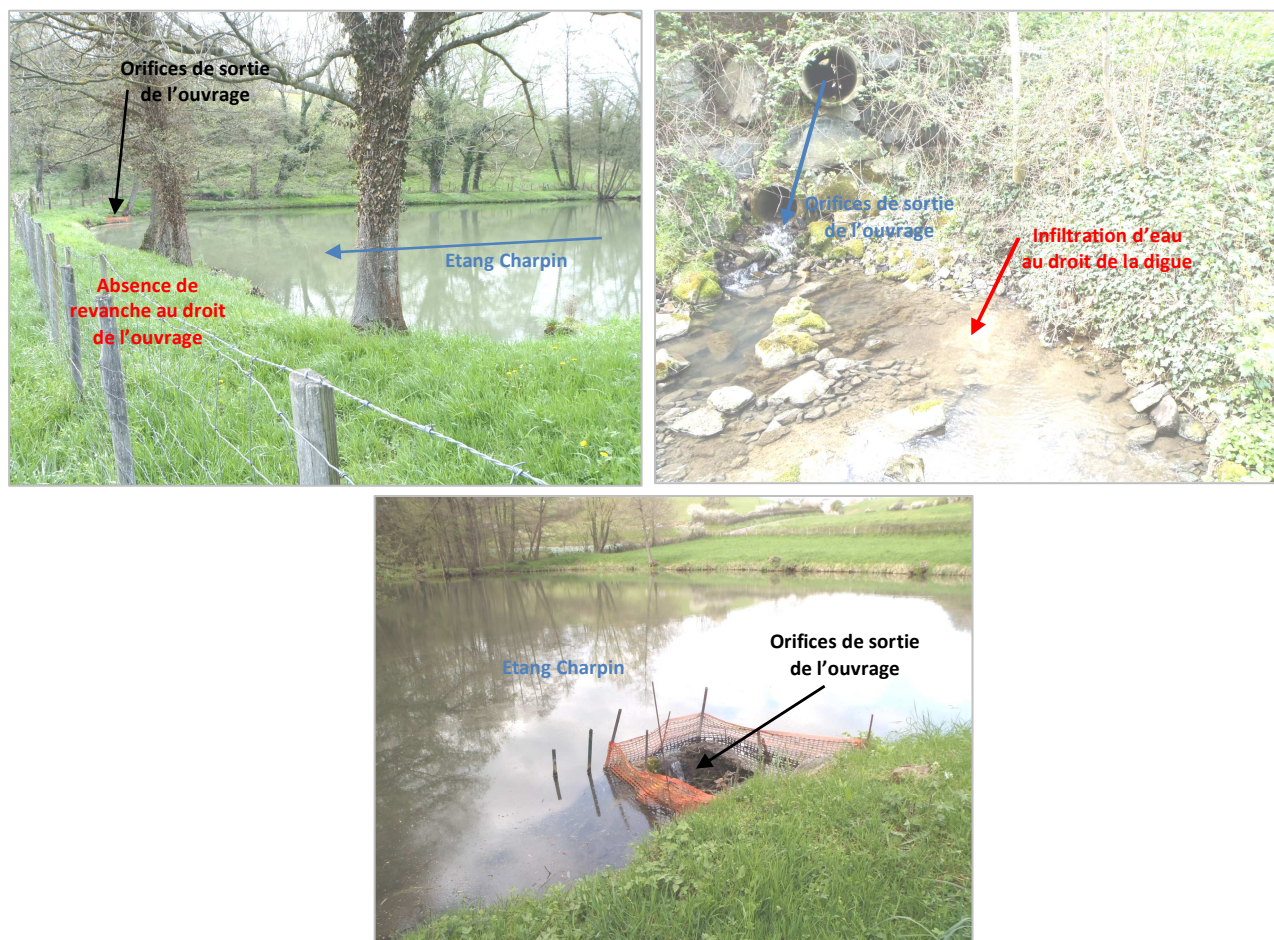 Orifices de sortie
de l’ouvrage
Etang Charpin
Absence de
revanche au droit
de l’ouvrage
Orifices de sortie
de l’ouvrage
Infiltration d’eau
au droit de la digue
Orifices de sortie
de l’ouvrage
Etang Charpin